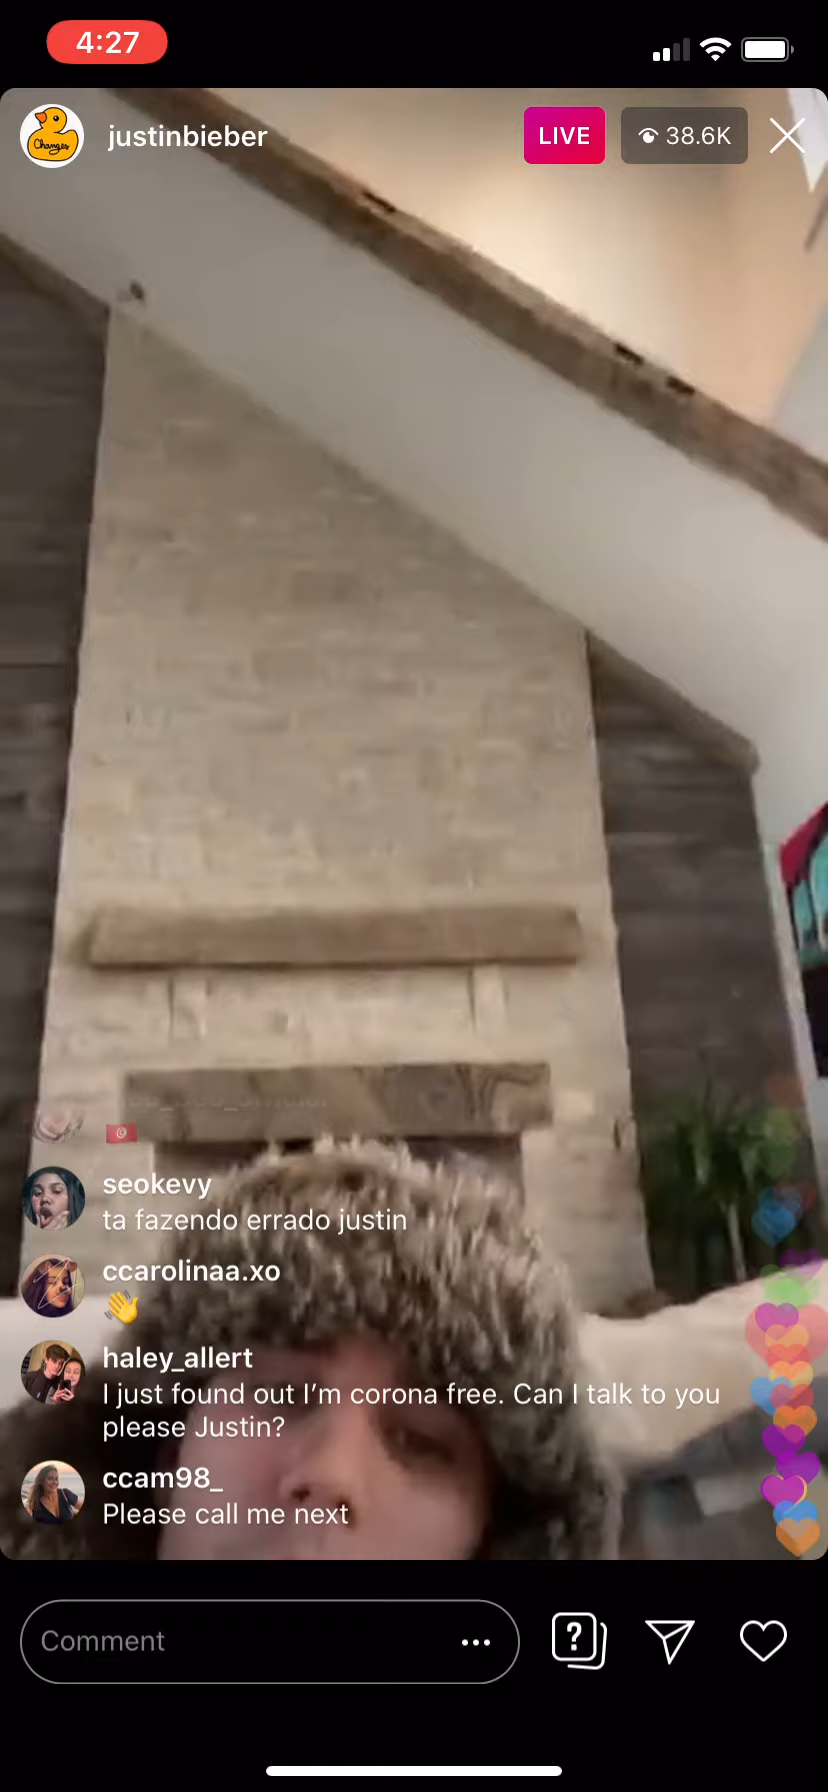 4:27
justinbieber
LIVE
38.6K
Changes
seokevy
ta fazendo errado justin
ccarolinaa.xo
👋
haley_allert
I just found out I’m corona free. Can I talk to you
please Justin?
ccam98_
Please call me next
Comment